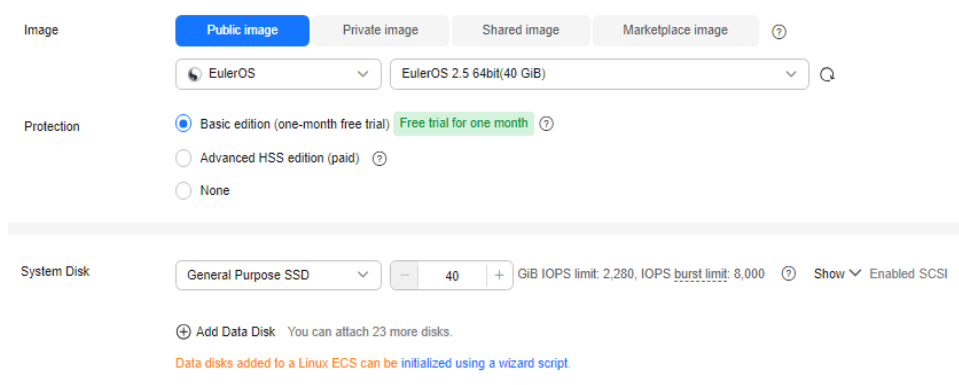 Image Public image Private image Shared image Marketplace image ?
EulerOS EulerOS 2.5 64bit(40 GiB)
Protection Basic edition (one-month free trial) Free trial for one month ?
Advanced HSS edition (paid) ?
None
System Disk General Purpose SSD − 40 + GiB IOPS limit: 2,280, IOPS burst limit: 8,000 ? Show Enabled SCSI
Add Data Disk You can attach 23 more disks.
Data disks added to a Linux ECS can be initialized using a wizard script.